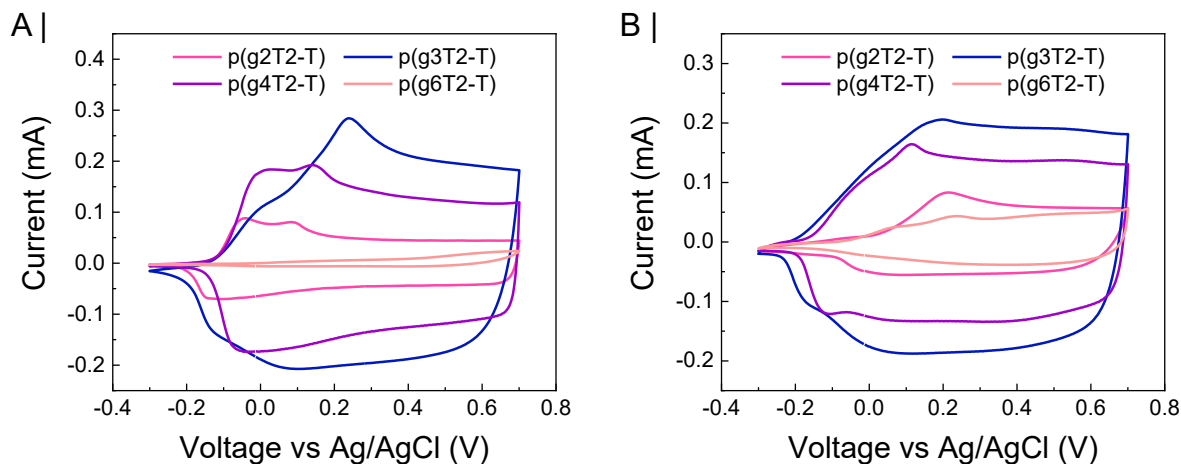 A |
p(g2T2-T) p(g3T2-T)
p(g4T2-T) p(g6T2-T)
0.4
0.3
0.2
0.1
0.0
-0.1
-0.2
Current (mA)
-0.4 -0.2 0.0 0.2 0.4 0.6 0.8
Voltage vs Ag/AgCl (V)
B |
p(g2T2-T) p(g3T2-T)
p(g4T2-T) p(g6T2-T)
0.3
0.2
0.1
0.0
-0.1
-0.2
Current (mA)
-0.4 -0.2 0.0 0.2 0.4 0.6 0.8
Voltage vs Ag/AgCl (V)